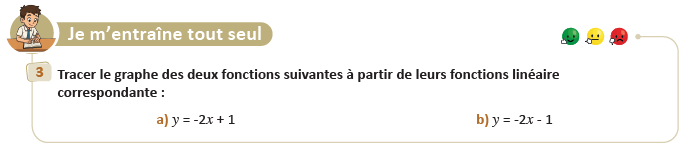 Je m’entraîne tout seul
3 Tracer le graphe des deux fonctions suivantes à partir de leurs fonctions linéaire
correspondante :
a) y = -2x + 1 b) y = -2x - 1